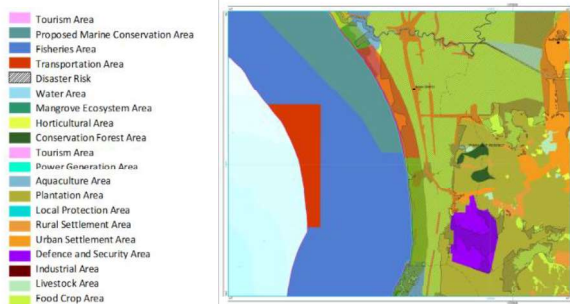 Tourism Area
Proposed Marine Conservation Area
Fisheries Area
Transportation Area
Disaster Risk
Water Area
Mangrove Ecosystem Area
Horticultural Area
Conservation Forest Area
Tourism Area
Power Generation Area
Aquaculture Area
Plantation Area
Local Protection Area
Rural Settlement Area
Urban Settlement Area
Defence and Security Area
Industrial Area
Livestock Area
Food Crop Area